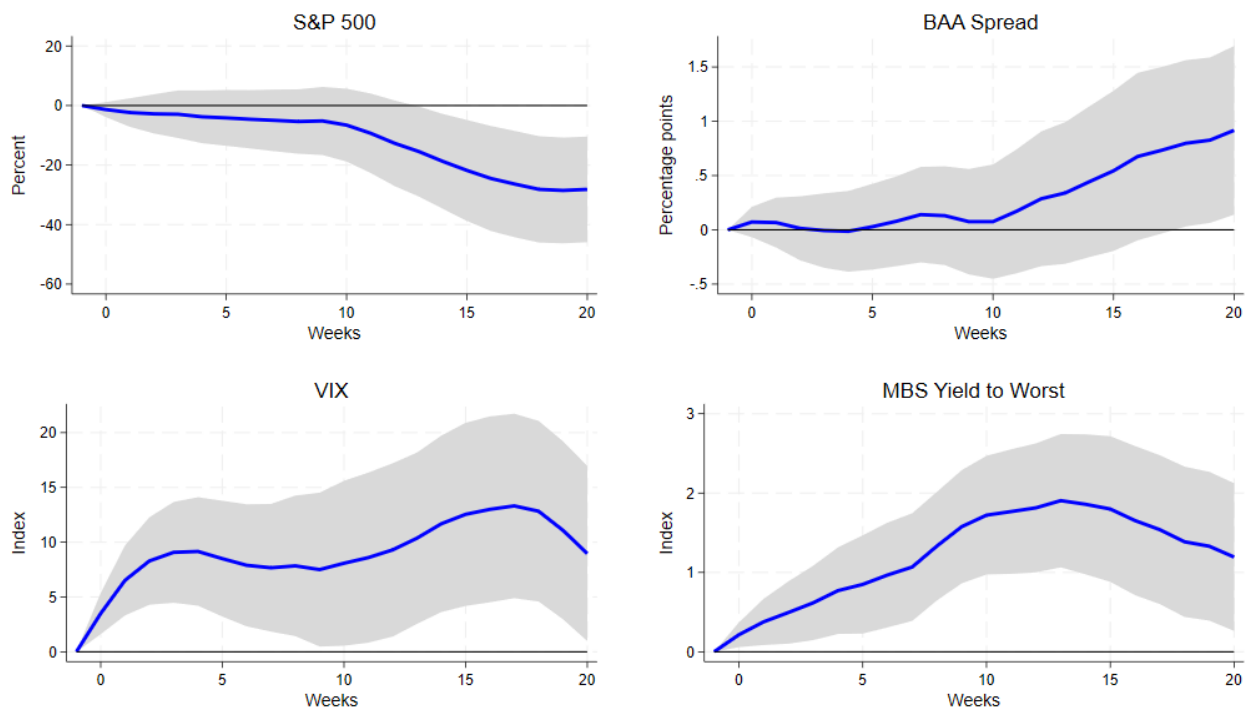 S&P 500
20
0
-20
-40
-60
Percent
0 5 10 15 20
Weeks
BAA Spread
1.5
1
.5
0
-.5
Percentage points
0 5 10 15 20
Weeks
VIX
20
15
10
5
0
Index
0 5 10 15 20
Weeks
MBS Yield to Worst
3
2
1
0
Index
0 5 10 15 20
Weeks